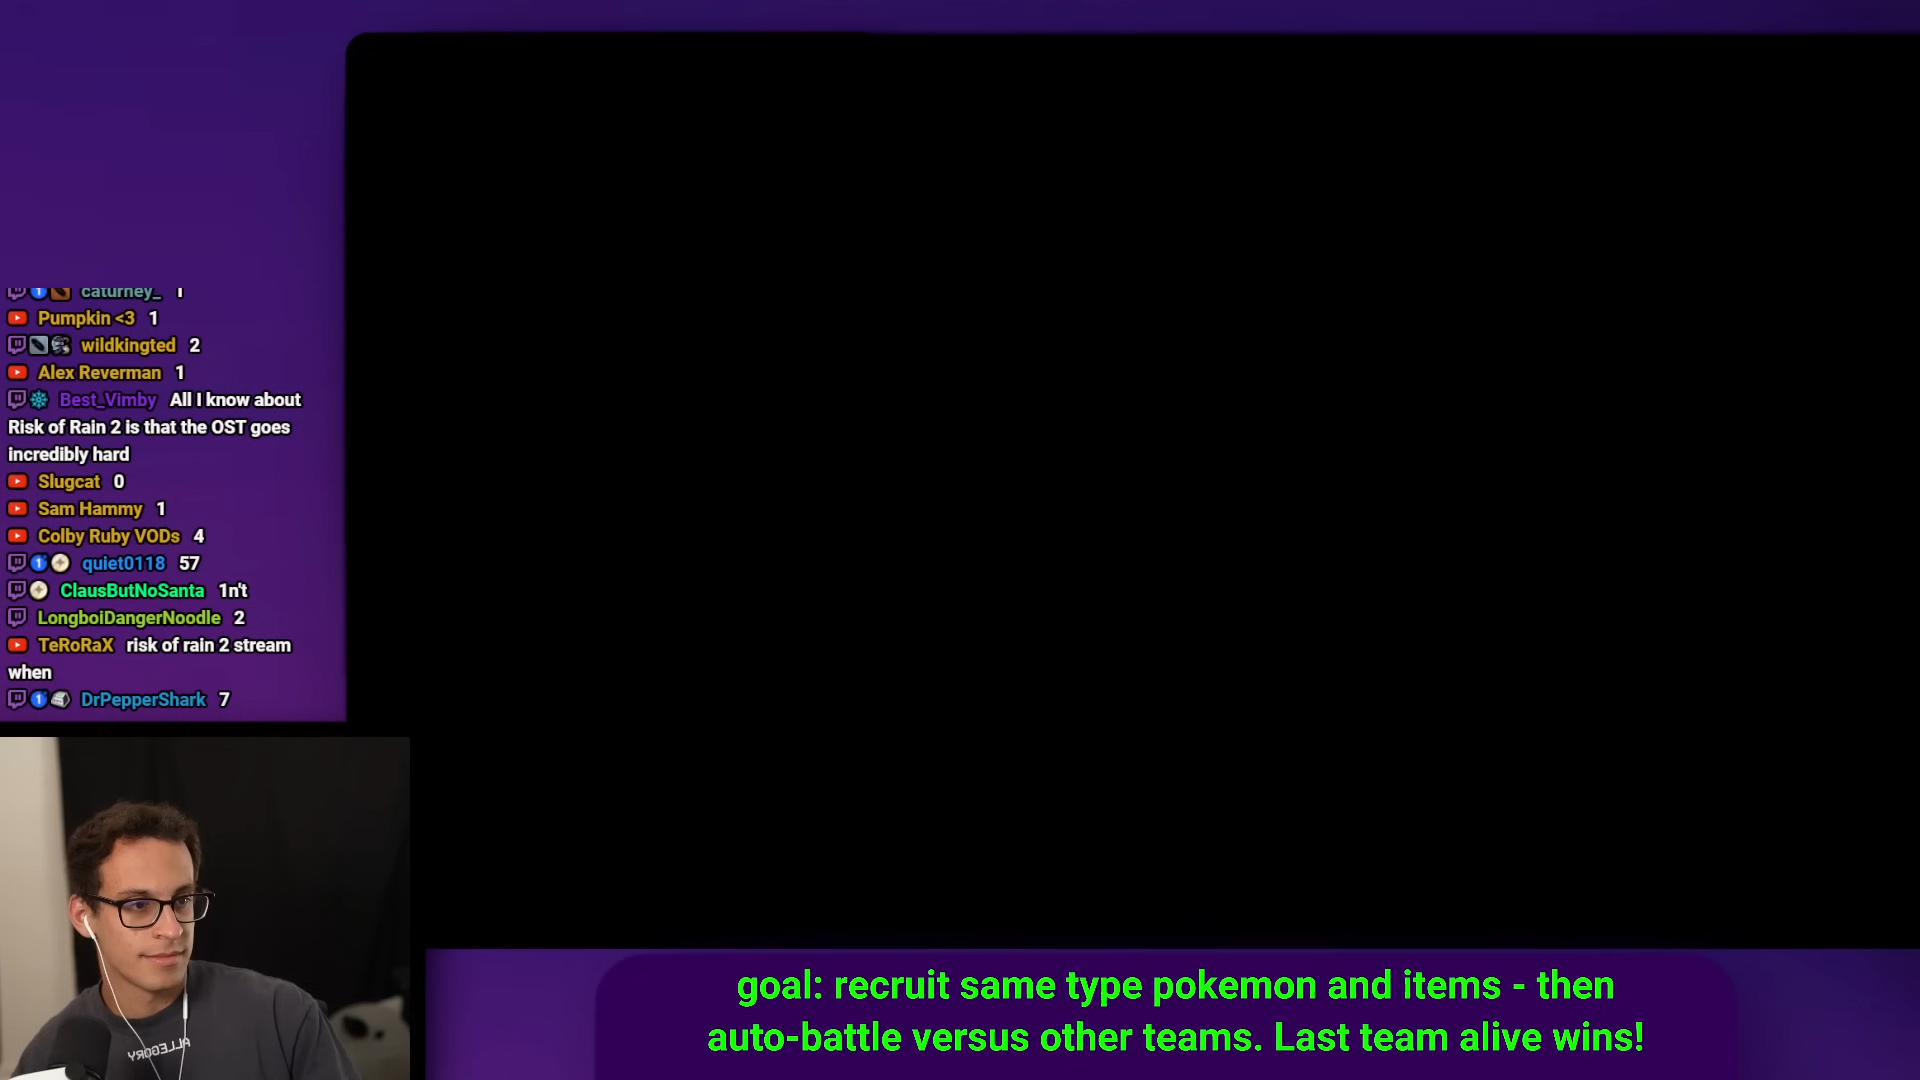 caturney_ 1
Pumpkin <3 1
wildkingted 2
Alex Reverman 1
Best_Vimby All I know about
Risk of Rain 2 is that the OST goes
incredibly hard
Slugcat 0
Sam Hammy 1
Colby Ruby VODs 4
quiet0118 57
ClausButNoSanta 1n't
LongboiDangerNoodle 2
TeRoRaX risk of rain 2 stream
when
DrPepperShark 7
ALLEGORY
goal: recruit same type pokemon and items - then
auto-battle versus other teams. Last team alive wins!